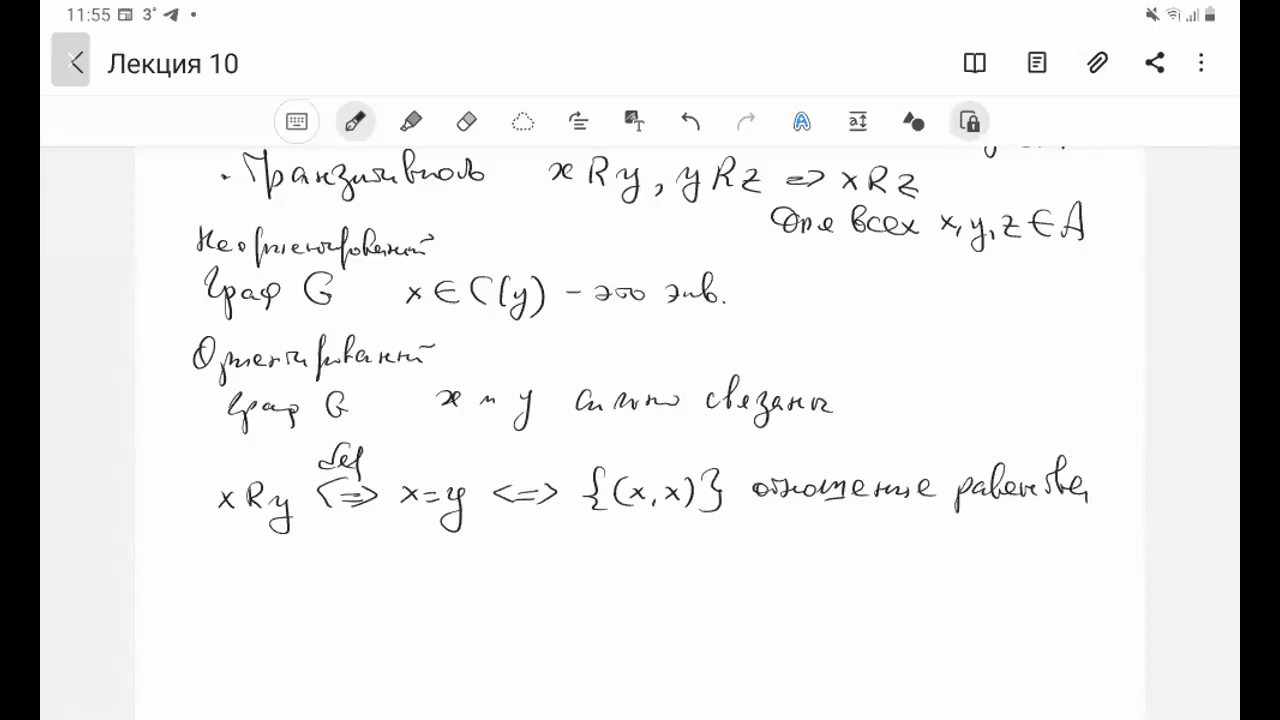 11:55 3°
Лекция 10
· Транзитивность xRy, yRz => xRz
Для всех x, y, z ∈ A
Неориентированный
граф G x ∈ C(y) – это экв.
Ориентированный
граф G x и y сильно связаны
def
xRy <=> x=y <=> {(x,x)} отношение равенства